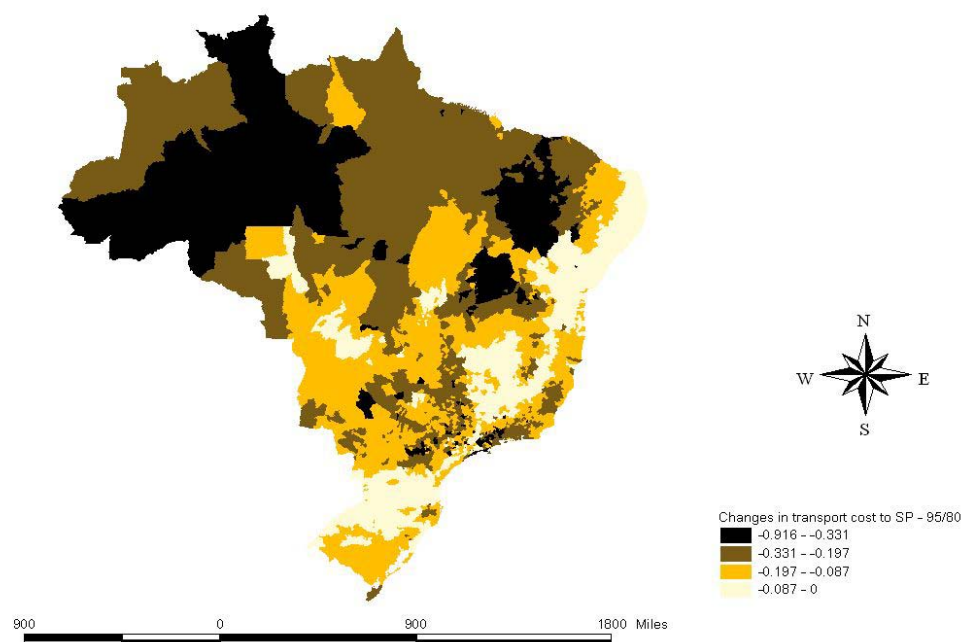 N
W E
S
Changes in transport cost to SP - 95/80
-0.916 - -0.331
-0.331 - -0.197
-0.197 - -0.087
-0.087 - 0
900 0 900 1800 Miles